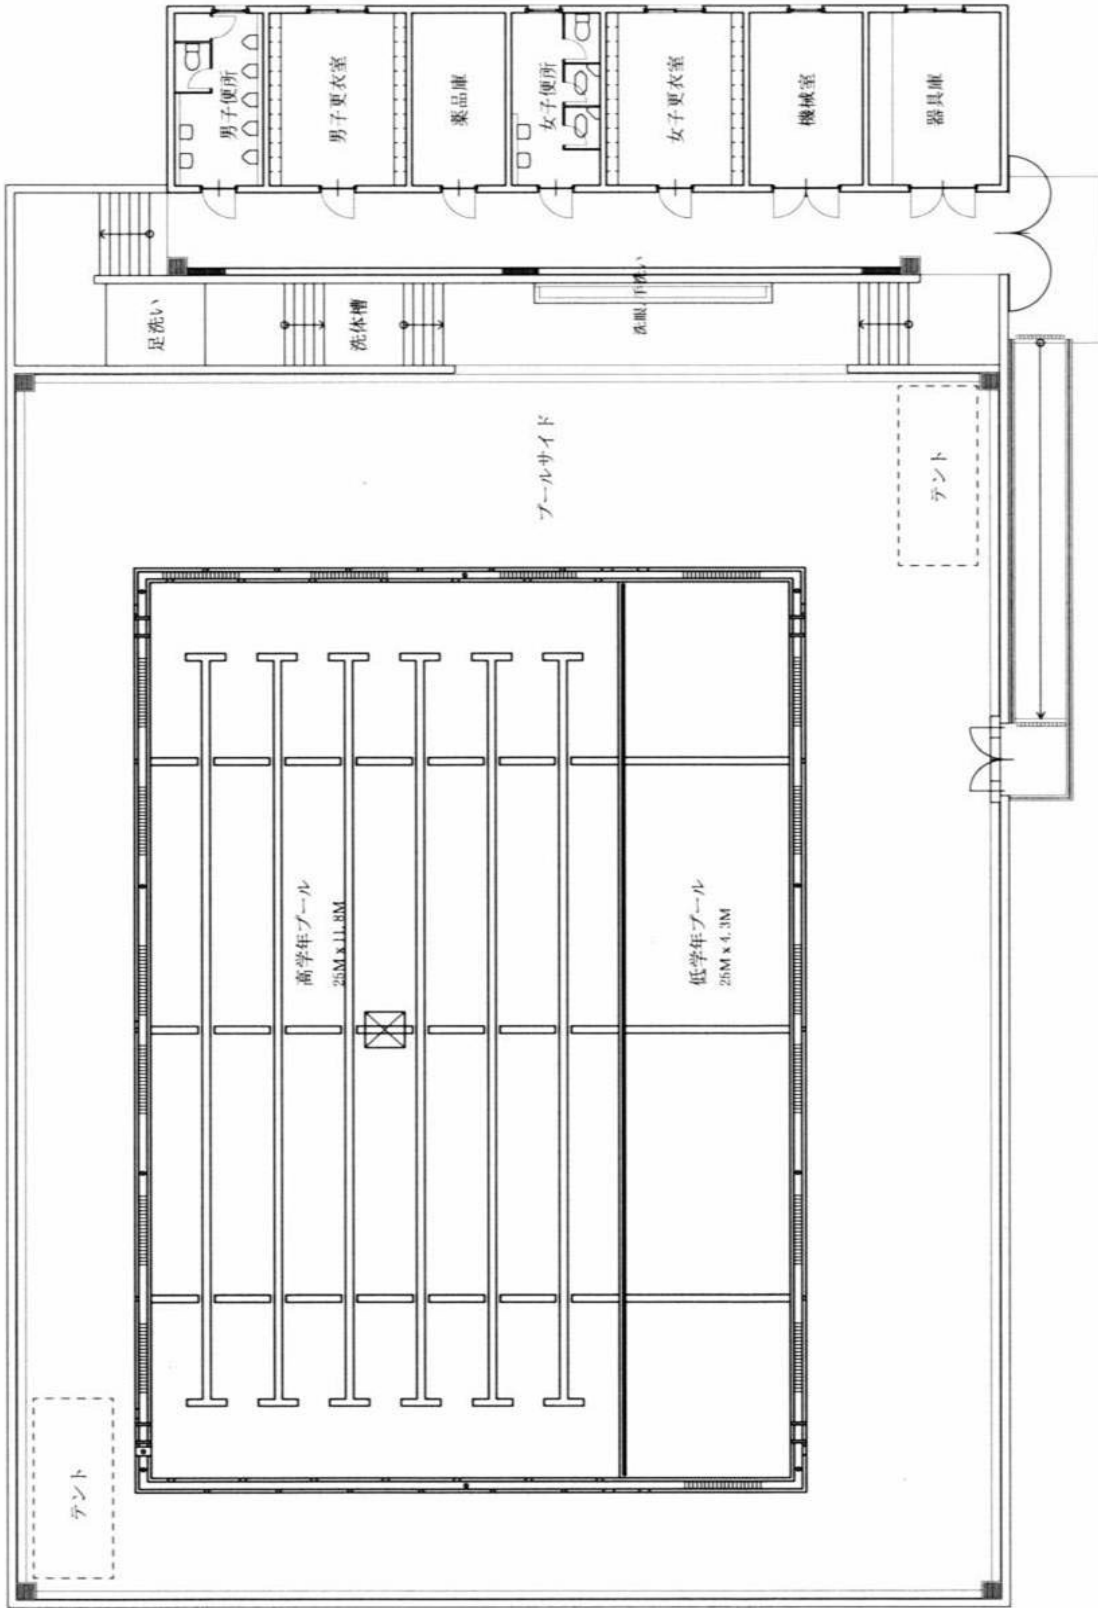 男子便所
男子更衣室
薬品庫
女子便所
女子更衣室
機械室
器具庫
足洗い
洗体槽
洗眼、手洗い
プールサイド
テント
高学年プール
25M x 11.8M
低学年プール
25M x 4.3M
テント